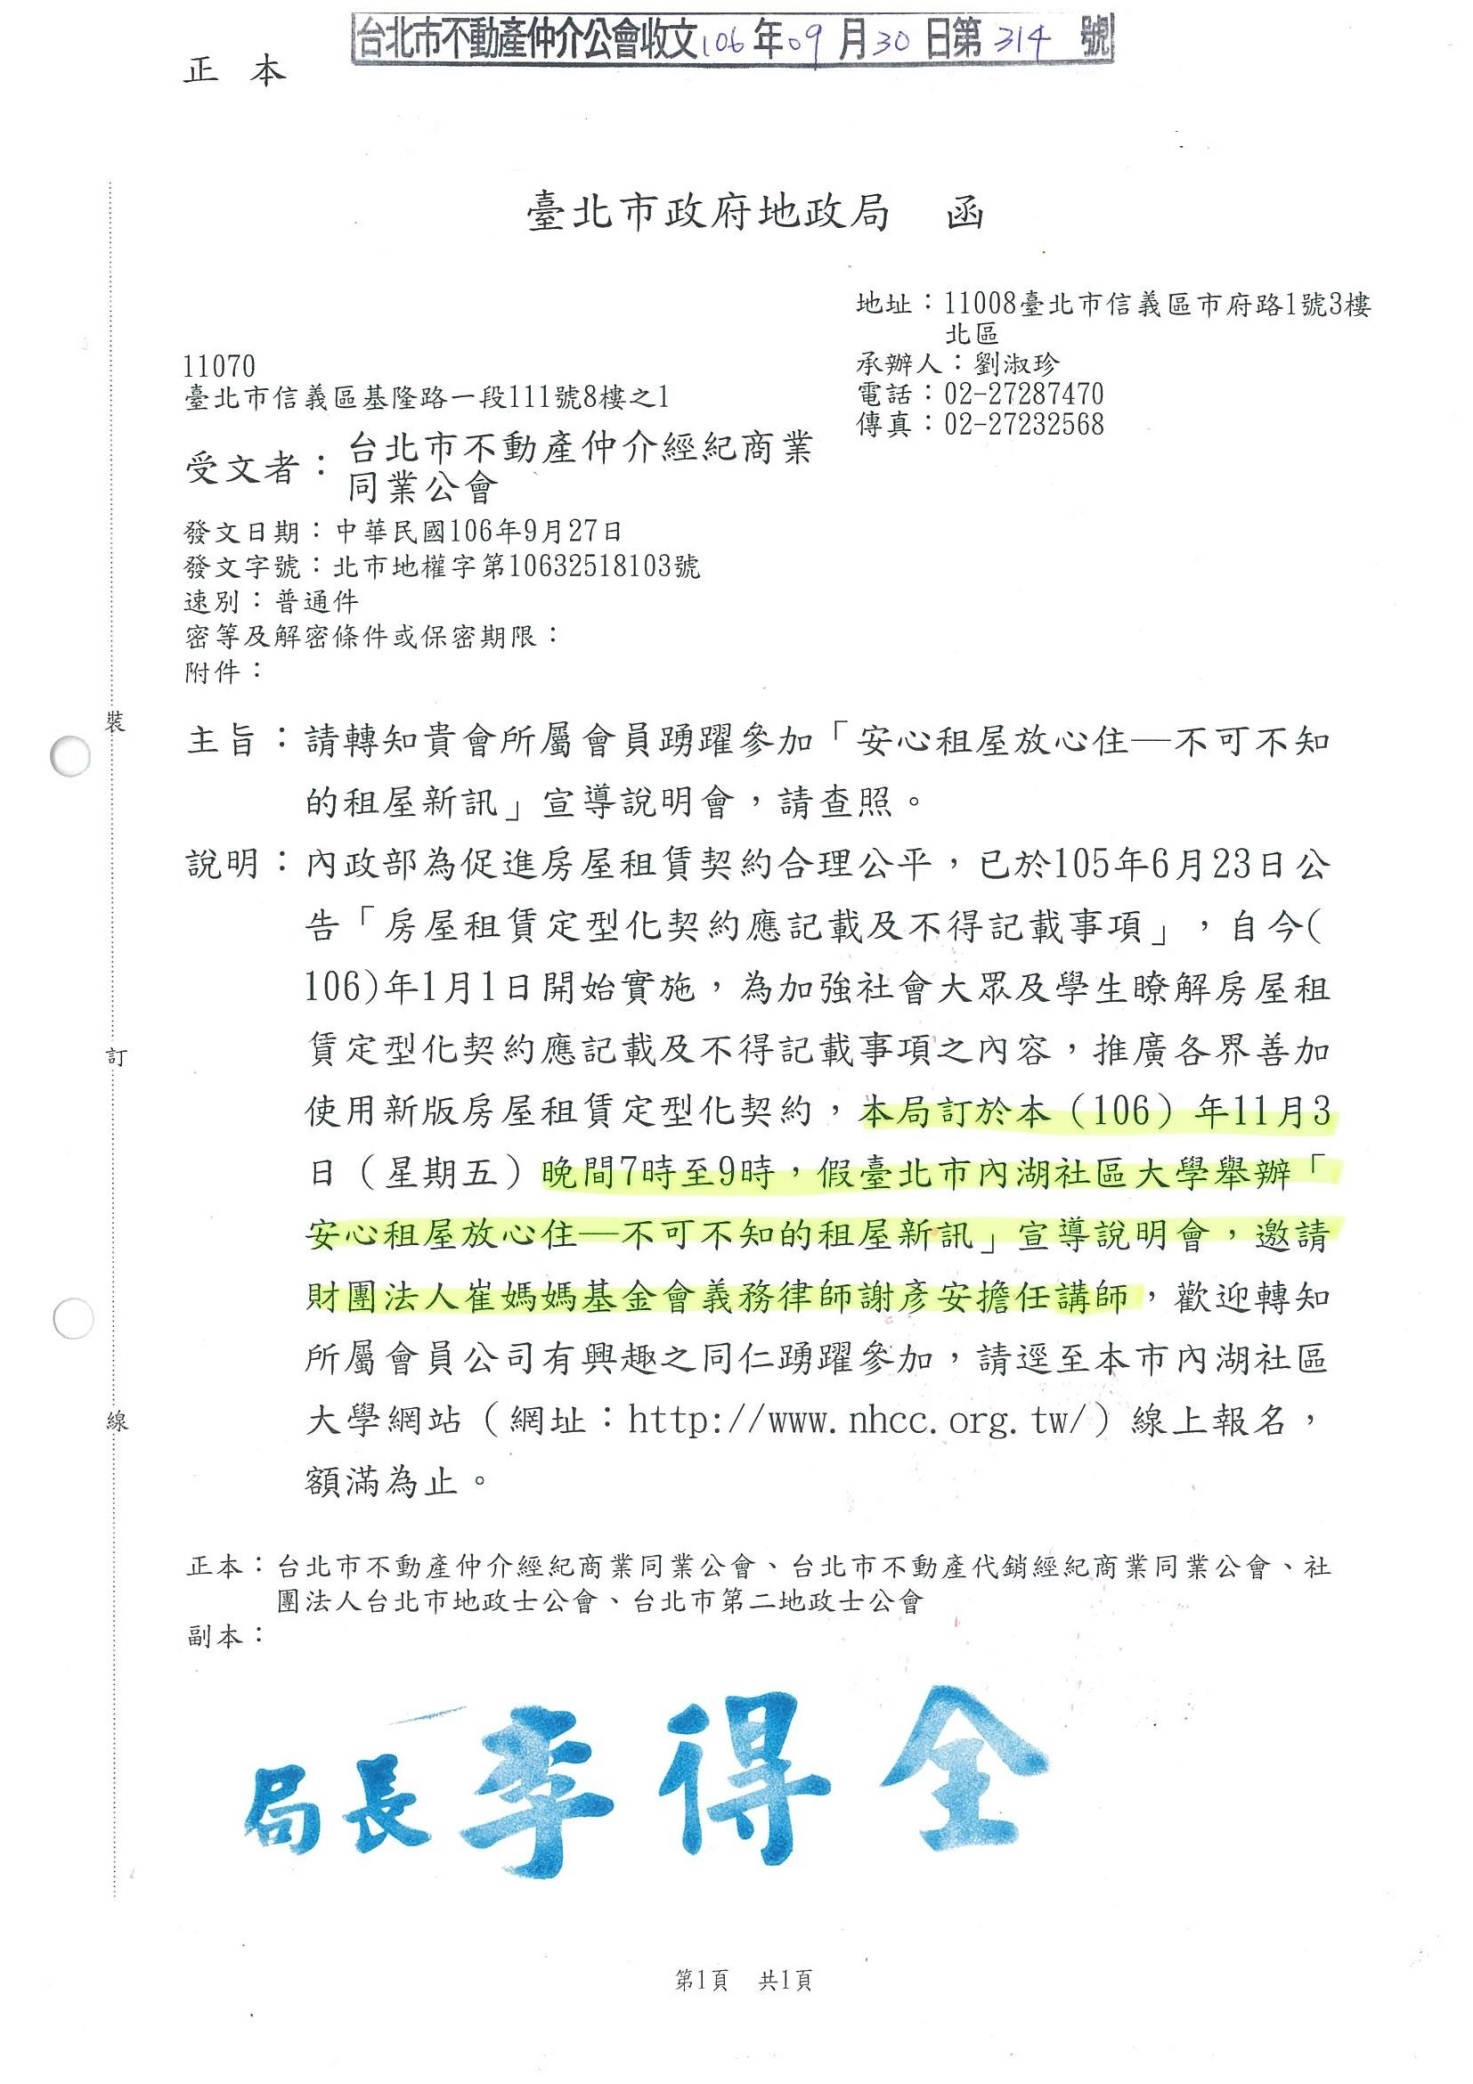 台北市不動產仲介公會收文106年09月30日第314號
正 本
臺北市政府地政局 函
地址：11008臺北市信義區市府路1號3樓
北區
承辦人：劉淑珍
電話：02-27287470
傳真：02-27232568
11070
臺北市信義區基隆路一段111號8樓之1
受文者：台北市不動產仲介經紀商業
同業公會
發文日期：中華民國106年9月27日
發文字號：北市地權字第10632518103號
速別：普通件
密等及解密條件或保密期限：
附件：
主旨：請轉知貴會所屬會員踴躍參加「安心租屋放心住—不可不知
的租屋新訊」宣導說明會，請查照。
說明：內政部為促進房屋租賃契約合理公平，已於105年6月23日公
告「房屋租賃定型化契約應記載及不得記載事項」，自今(
106)年1月1日開始實施，為加強社會大眾及學生瞭解房屋租
賃定型化契約應記載及不得記載事項之內容，推廣各界善加
使用新版房屋租賃定型化契約，本局訂於本（106）年11月3
日（星期五）晚間7時至9時，假臺北市內湖社區大學舉辦「
安心租屋放心住—不可不知的租屋新訊」宣導說明會，邀請
財團法人崔媽媽基金會義務律師謝彥安擔任講師，歡迎轉知
所屬會員公司有興趣之同仁踴躍參加，請逕至本市內湖社區
大學網站（網址：http://www.nhcc.org.tw/）線上報名，
額滿為止。
正本：台北市不動產仲介經紀商業同業公會、台北市不動產代銷經紀商業同業公會、社
團法人台北市地政士公會、台北市第二地政士公會
副本：
局長 李得全
裝
訂
線
第1頁 共1頁